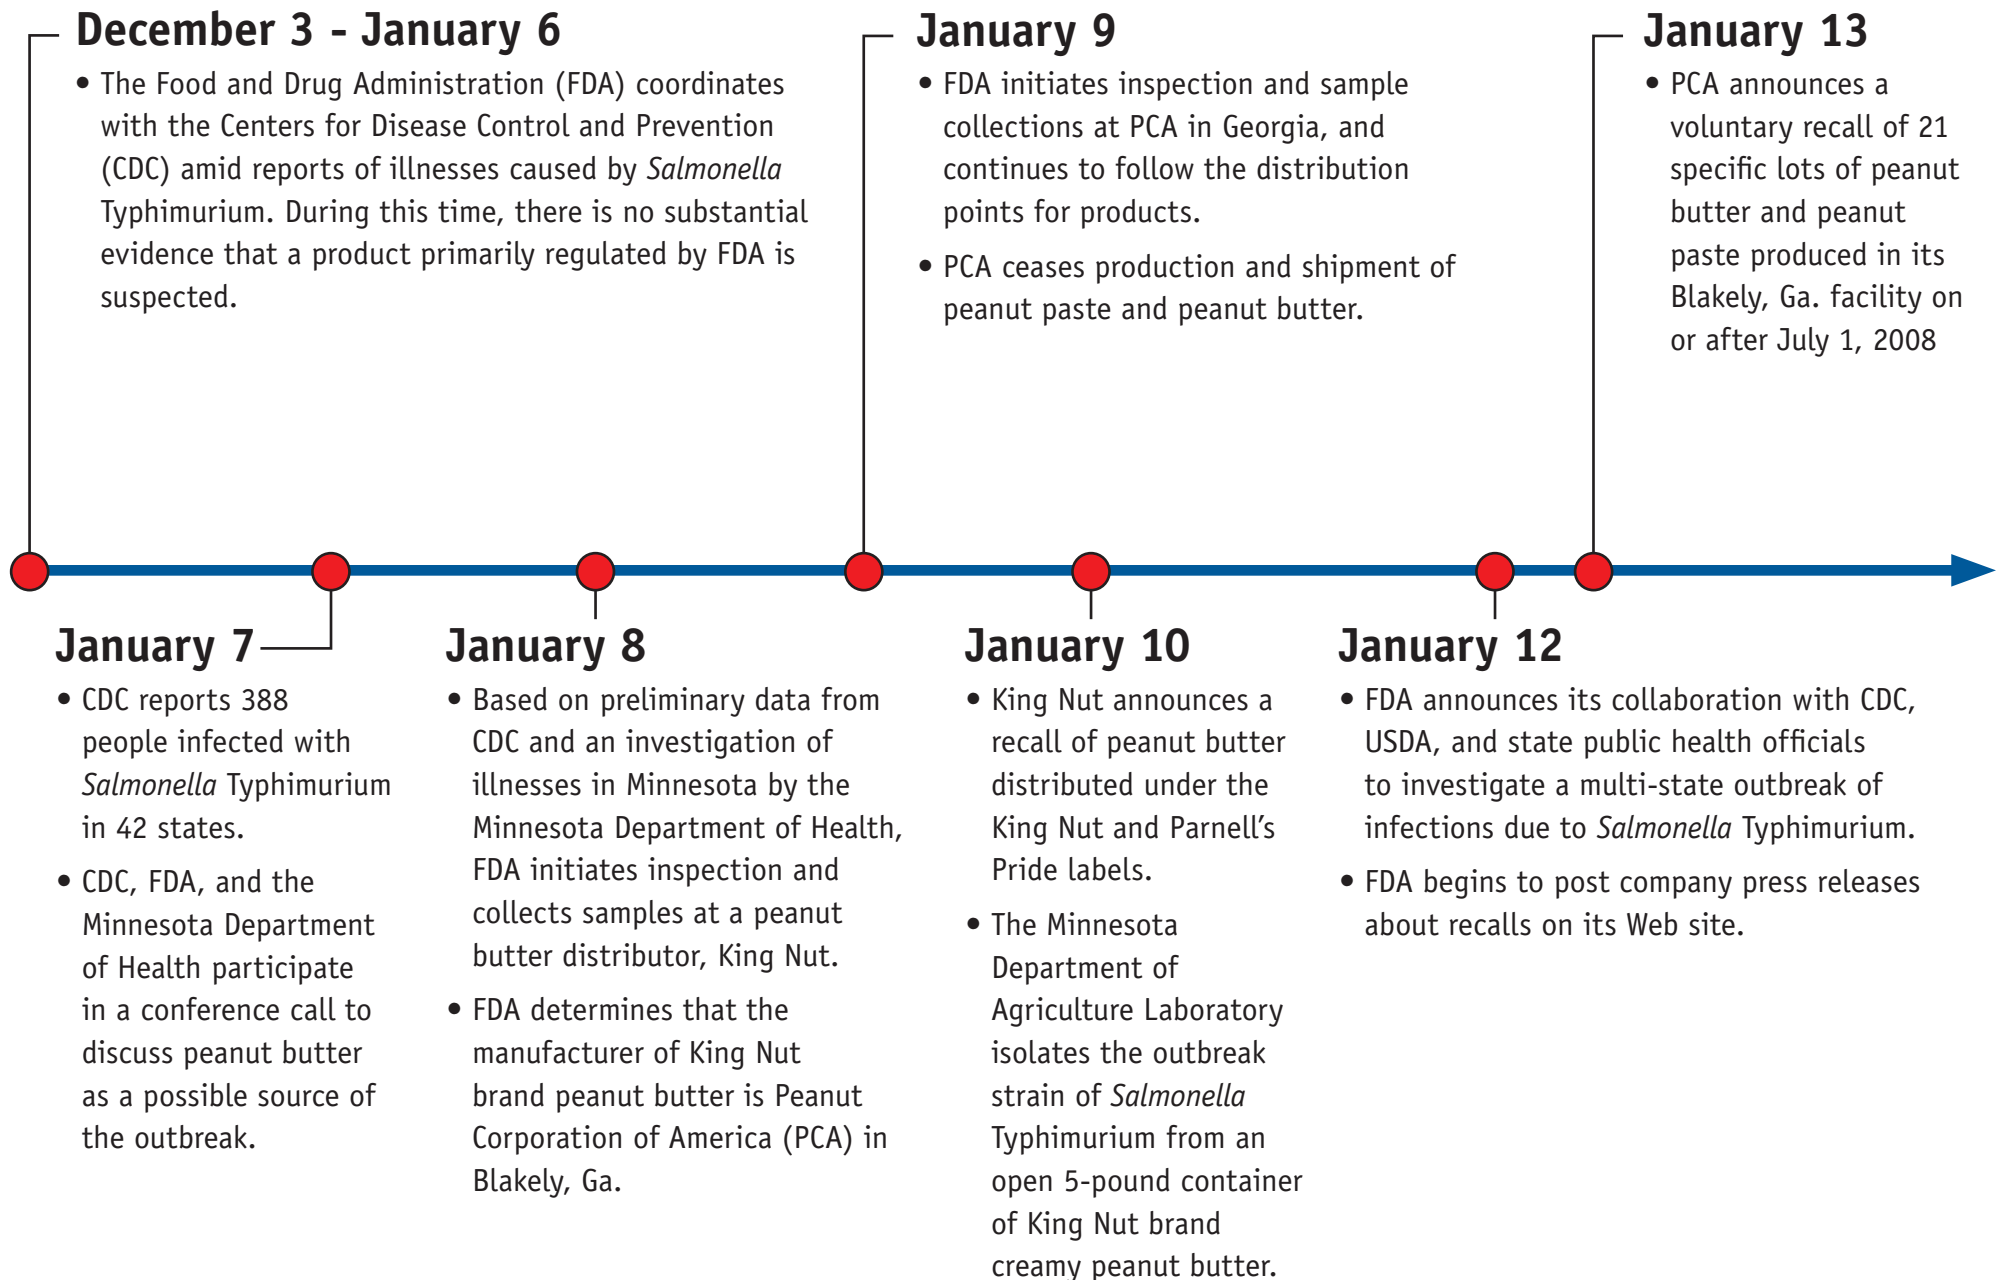 December 3 - January 6
• The Food and Drug Administration (FDA) coordinates
with the Centers for Disease Control and Prevention
(CDC) amid reports of illnesses caused by Salmonella
Typhimurium. During this time, there is no substantial
evidence that a product primarily regulated by FDA is
suspected.
January 7
• CDC reports 388
people infected with
Salmonella Typhimurium
in 42 states.
• CDC, FDA, and the
Minnesota Department
of Health participate
in a conference call to
discuss peanut butter
as a possible source of
the outbreak.
January 8
• Based on preliminary data from
CDC and an investigation of
illnesses in Minnesota by the
Minnesota Department of Health,
FDA initiates inspection and
collects samples at a peanut
butter distributor, King Nut.
• FDA determines that the
manufacturer of King Nut
brand peanut butter is Peanut
Corporation of America (PCA) in
Blakely, Ga.
January 9
• FDA initiates inspection and sample
collections at PCA in Georgia, and
continues to follow the distribution
points for products.
• PCA ceases production and shipment of
peanut paste and peanut butter.
January 10
• King Nut announces a
recall of peanut butter
distributed under the
King Nut and Parnell’s
Pride labels.
• The Minnesota
Department of
Agriculture Laboratory
isolates the outbreak
strain of Salmonella
Typhimurium from an
open 5-pound container
of King Nut brand
creamy peanut butter.
January 12
• FDA announces its collaboration with CDC,
USDA, and state public health officials
to investigate a multi-state outbreak of
infections due to Salmonella Typhimurium.
• FDA begins to post company press releases
about recalls on its Web site.
January 13
• PCA announces a
voluntary recall of 21
specific lots of peanut
butter and peanut
paste produced in its
Blakely, Ga. facility on
or after July 1, 2008